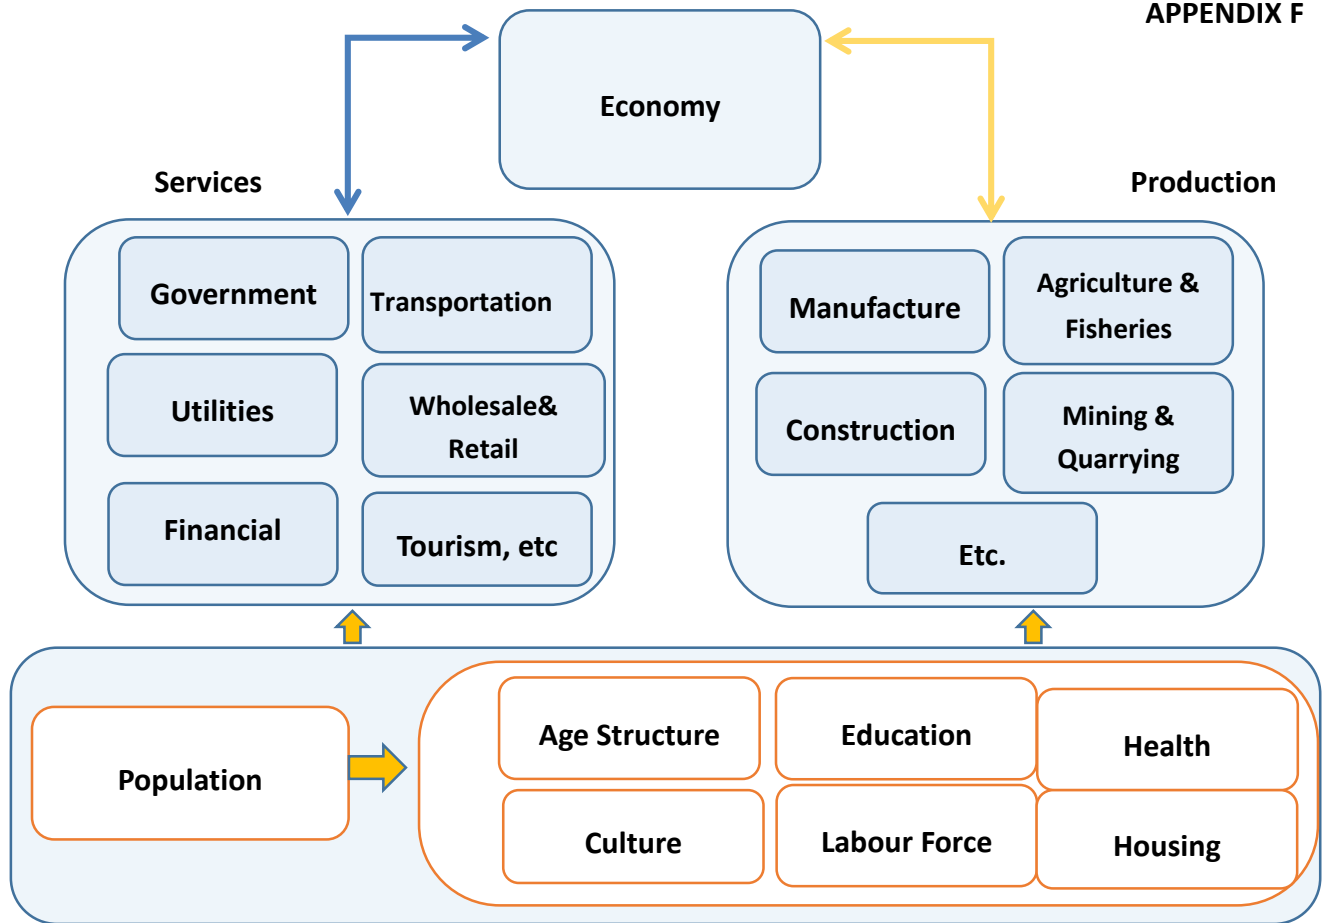 APPENDIX F
Economy
Services
Production
Government
Transportation
Utilities
Wholesale&
Retail
Financial
Tourism, etc
Manufacture
Agriculture &
Fisheries
Construction
Mining &
Quarrying
Etc.
Population
Age Structure
Education
Health
Culture
Labour Force
Housing